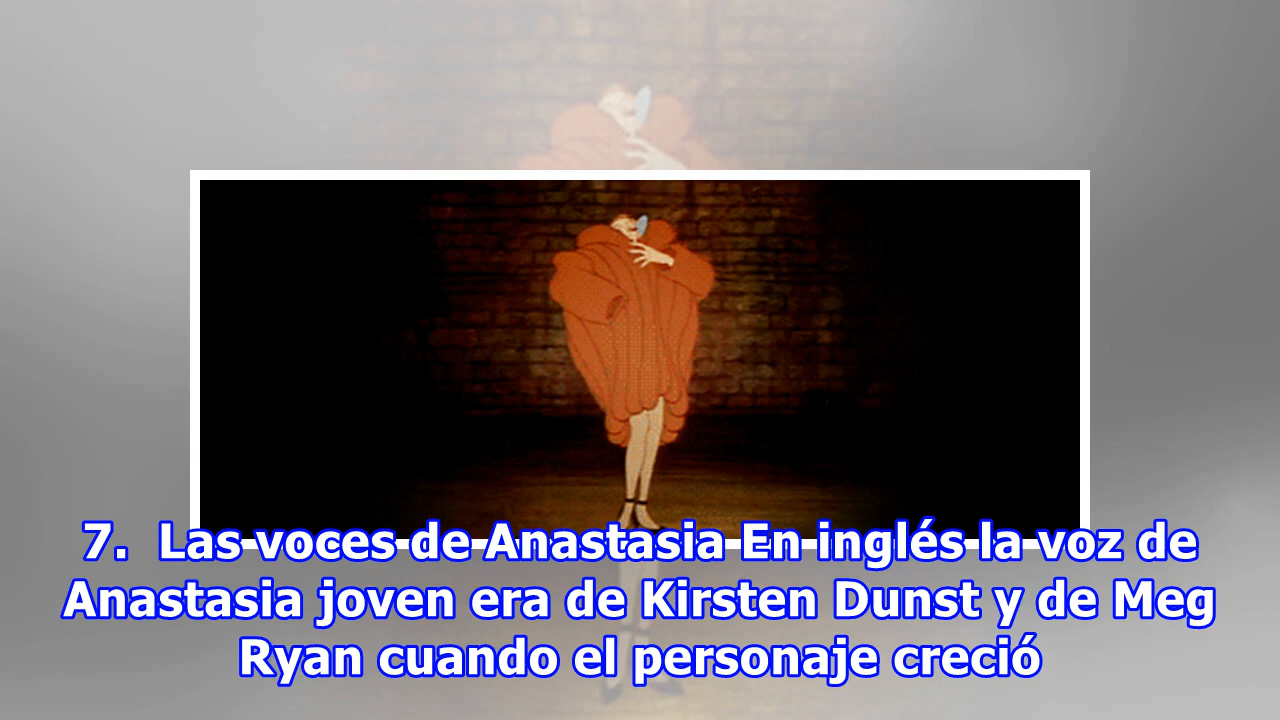 7.  Las voces de Anastasia En inglés la voz de
Anastasia joven era de Kirsten Dunst y de Meg
Ryan cuando el personaje creció